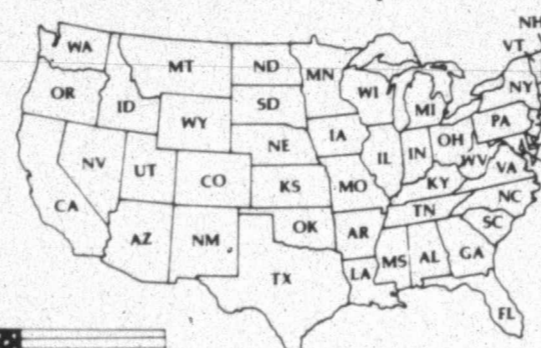 NH
WA
VT
MT
ND
MN
OR
ID
WI
NY
SD
MI
WY
IA
PA
NE
OH
NV
UT
IL
IN
WV
VA
CO
KS
MO
KY
CA
NC
TN
OK
AR
SC
AZ
NM
MS
AL
GA
LA
TX
FL